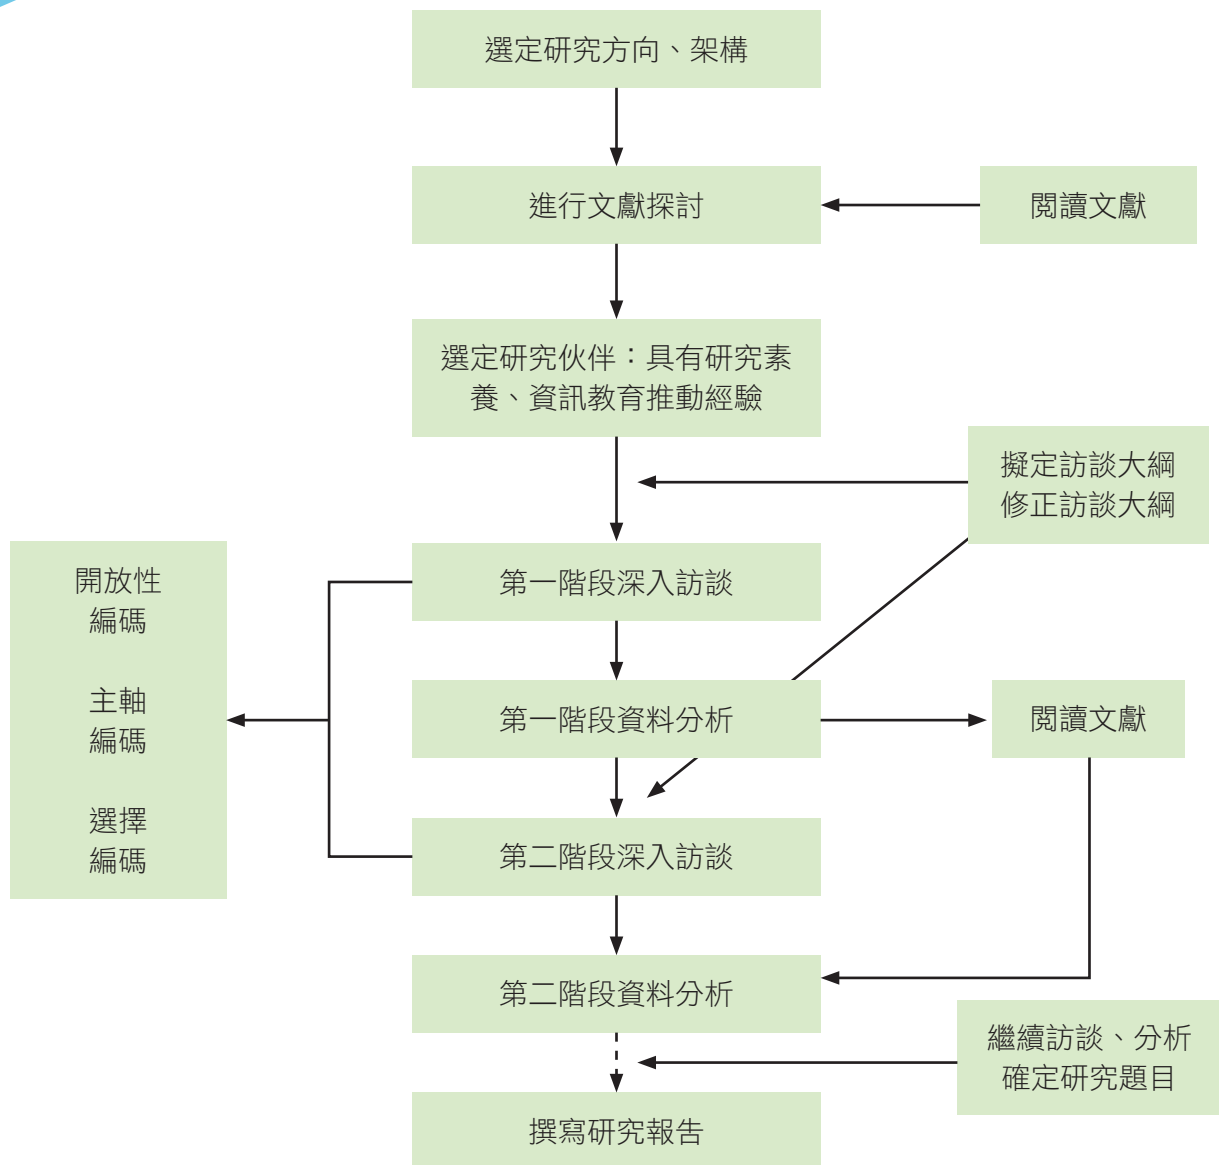 選定研究方向、架構
進行文獻探討
閱讀文獻
選定研究伙伴：具有研究素
養、資訊教育推動經驗
擬定訪談大綱
修正訪談大綱
第一階段深入訪談
開放性
編碼
主軸
編碼
選擇
編碼
第一階段資料分析
閱讀文獻
第二階段深入訪談
第二階段資料分析
繼續訪談、分析
確定研究題目
撰寫研究報告